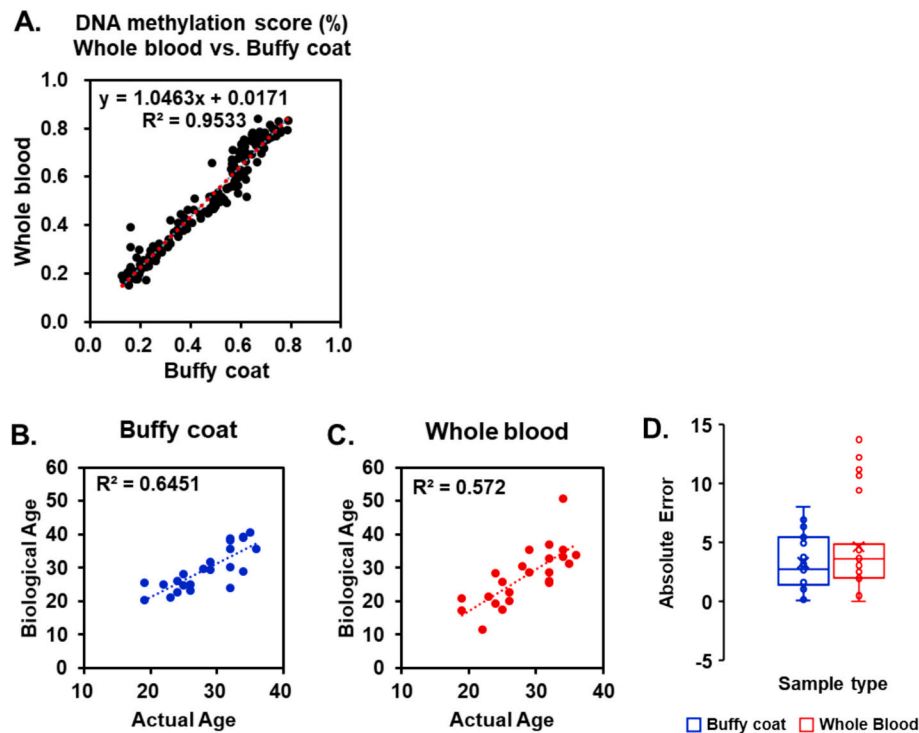 A.
DNA methylation score (%)
Whole blood vs. Buffy coat
y = 1.0463x + 0.0171
R² = 0.9533
Whole blood
1.0
0.8
0.6
0.4
0.2
0.0
0.0 0.2 0.4 0.6 0.8 1.0
Buffy coat
B.
Buffy coat
R² = 0.6451
Biological Age
60
50
40
30
20
10
0
10 20 30 40
Actual Age
C.
Whole blood
R² = 0.572
Biological Age
60
50
40
30
20
10
0
10 20 30 40
Actual Age
D.
Absolute Error
15
10
5
0
-5
Sample type
Buffy coat Whole Blood